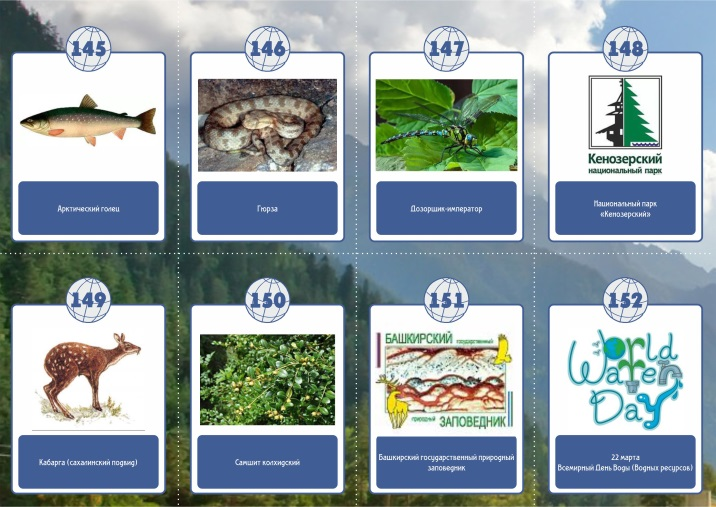 145
146
147
148
Кенозерский
национальный парк
Арктический голец
Гюрза
Дозорщик-император
Национальный парк
«Кенозерский»
149
150
151
152
БАШКИРСКИЙ государственный
природный ЗАПОВЕДНИК
World
Water
Day
Кабарга (сахалинский подвид)
Самшит колхидский
Башкирский государственный природный
заповедник
22 марта
Всемирный День Воды (Водных ресурсов)